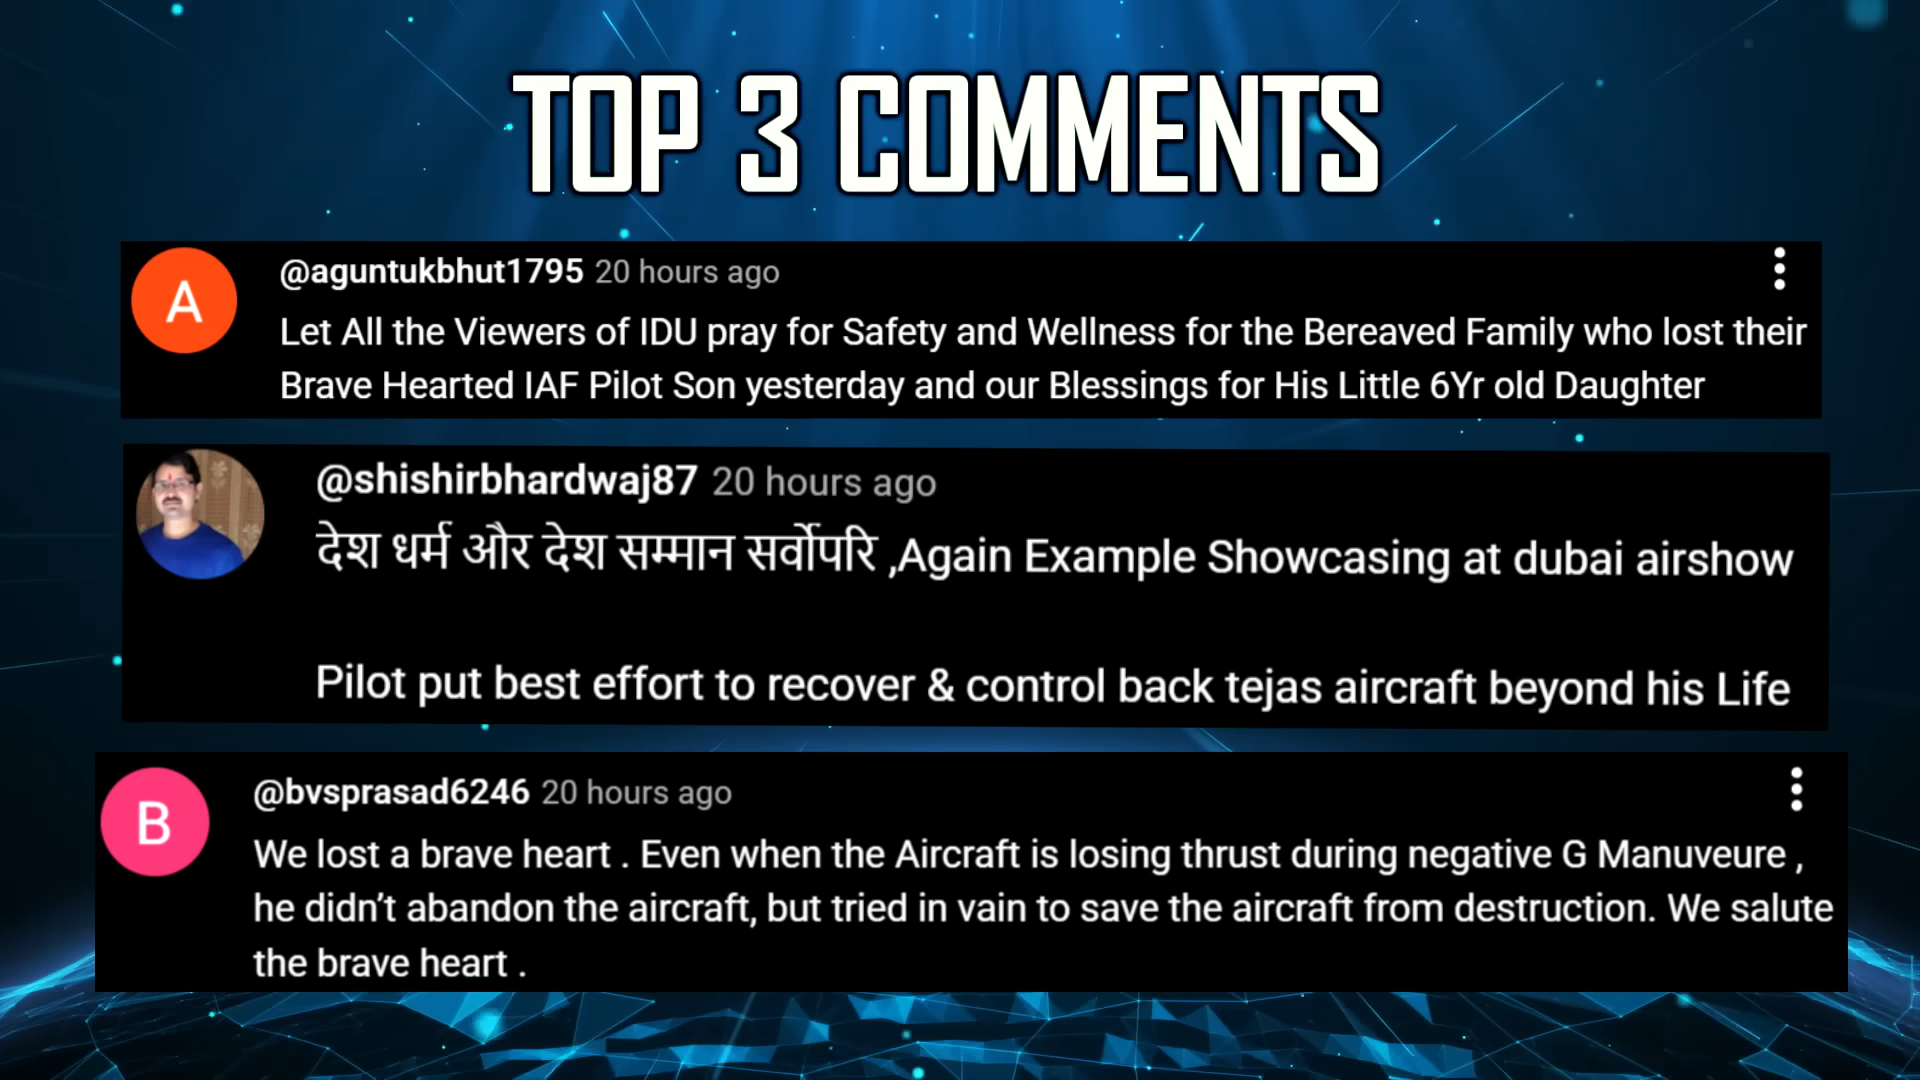 TOP 3 COMMENTS
A
@aguntukbhut1795 20 hours ago
Let All the Viewers of IDU pray for Safety and Wellness for the Bereaved Family who lost their
Brave Hearted IAF Pilot Son yesterday and our Blessings for His Little 6Yr old Daughter
@shishirbhardwaj87 20 hours ago
देश धर्म और देश सम्मान सर्वोपरि ,Again Example Showcasing at dubai airshow
Pilot put best effort to recover & control back tejas aircraft beyond his Life
B
@bvsprasad6246 20 hours ago
We lost a brave heart . Even when the Aircraft is losing thrust during negative G Manuveure ,
he didn’t abandon the aircraft, but tried in vain to save the aircraft from destruction. We salute
the brave heart .